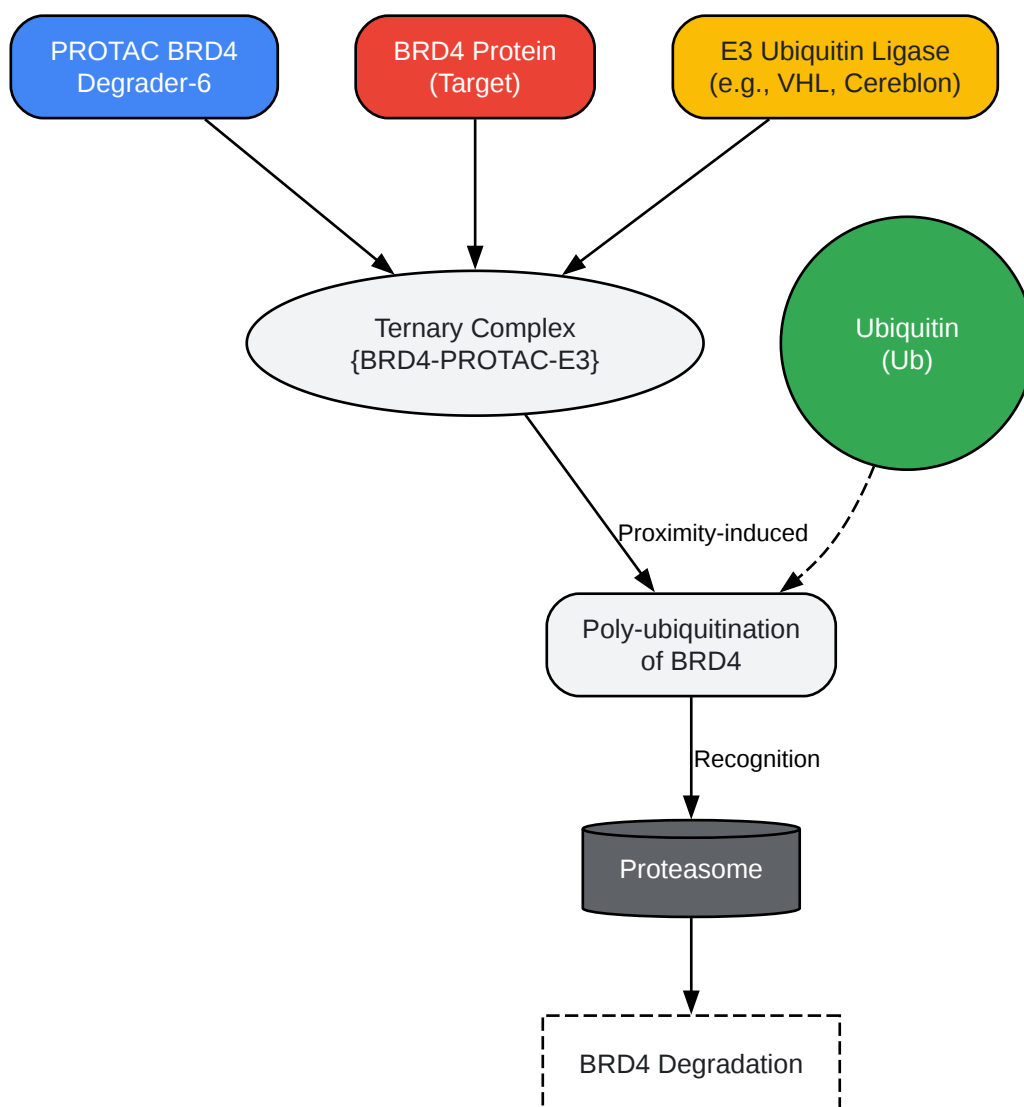 PROTAC BRD4
Degrader-6
BRD4 Protein
(Target)
E3 Ubiquitin Ligase
(e.g., VHL, Cereblon)
Ternary Complex
{BRD4-PROTAC-E3}
Ubiquitin
(Ub)
Proximity-induced
Poly-ubiquitination
of BRD4
Recognition
Proteasome
BRD4 Degradation